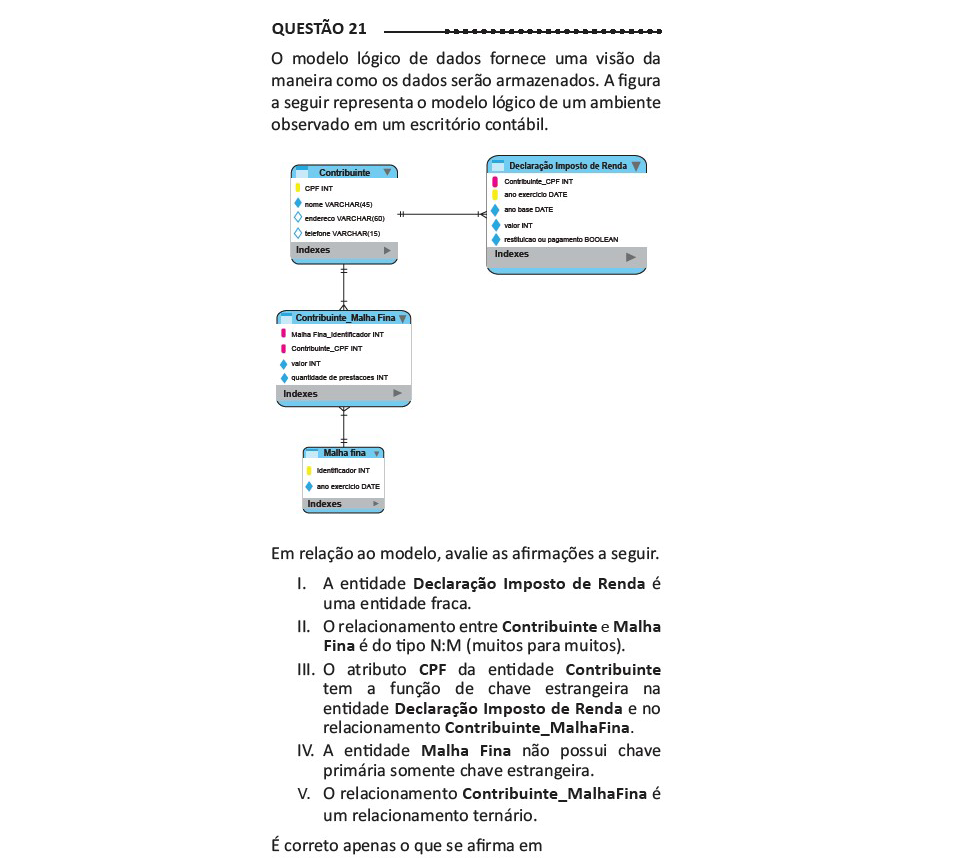 QUESTÃO 21
O modelo lógico de dados fornece uma visão da
maneira como os dados serão armazenados. A figura
a seguir representa o modelo lógico de um ambiente
observado em um escritório contábil.
Contribuinte
CPF INT
nome VARCHAR(45)
endereco VARCHAR(60)
telefone VARCHAR(15)
Indexes
Declaração Imposto de Renda
Contribuinte_CPF INT
ano exercicio DATE
ano base DATE
valor INT
restituicao ou pagamento BOOLEAN
Indexes
Contribuinte_Malha Fina
Malha Fina_Identificador INT
Contribuinte_CPF INT
valor INT
quantidade de prestacoes INT
Indexes
Malha fina
Identificador INT
ano exercicio DATE
Indexes
Em relação ao modelo, avalie as afirmações a seguir.
I. A entidade Declaração Imposto de Renda é
uma entidade fraca.
II. O relacionamento entre Contribuinte e Malha
Fina é do tipo N:M (muitos para muitos).
III. O atributo CPF da entidade Contribuinte
tem a função de chave estrangeira na
entidade Declaração Imposto de Renda e no
relacionamento Contribuinte_MalhaFina.
IV. A entidade Malha Fina não possui chave
primária somente chave estrangeira.
V. O relacionamento Contribuinte_MalhaFina é
um relacionamento ternário.
É correto apenas o que se afirma em